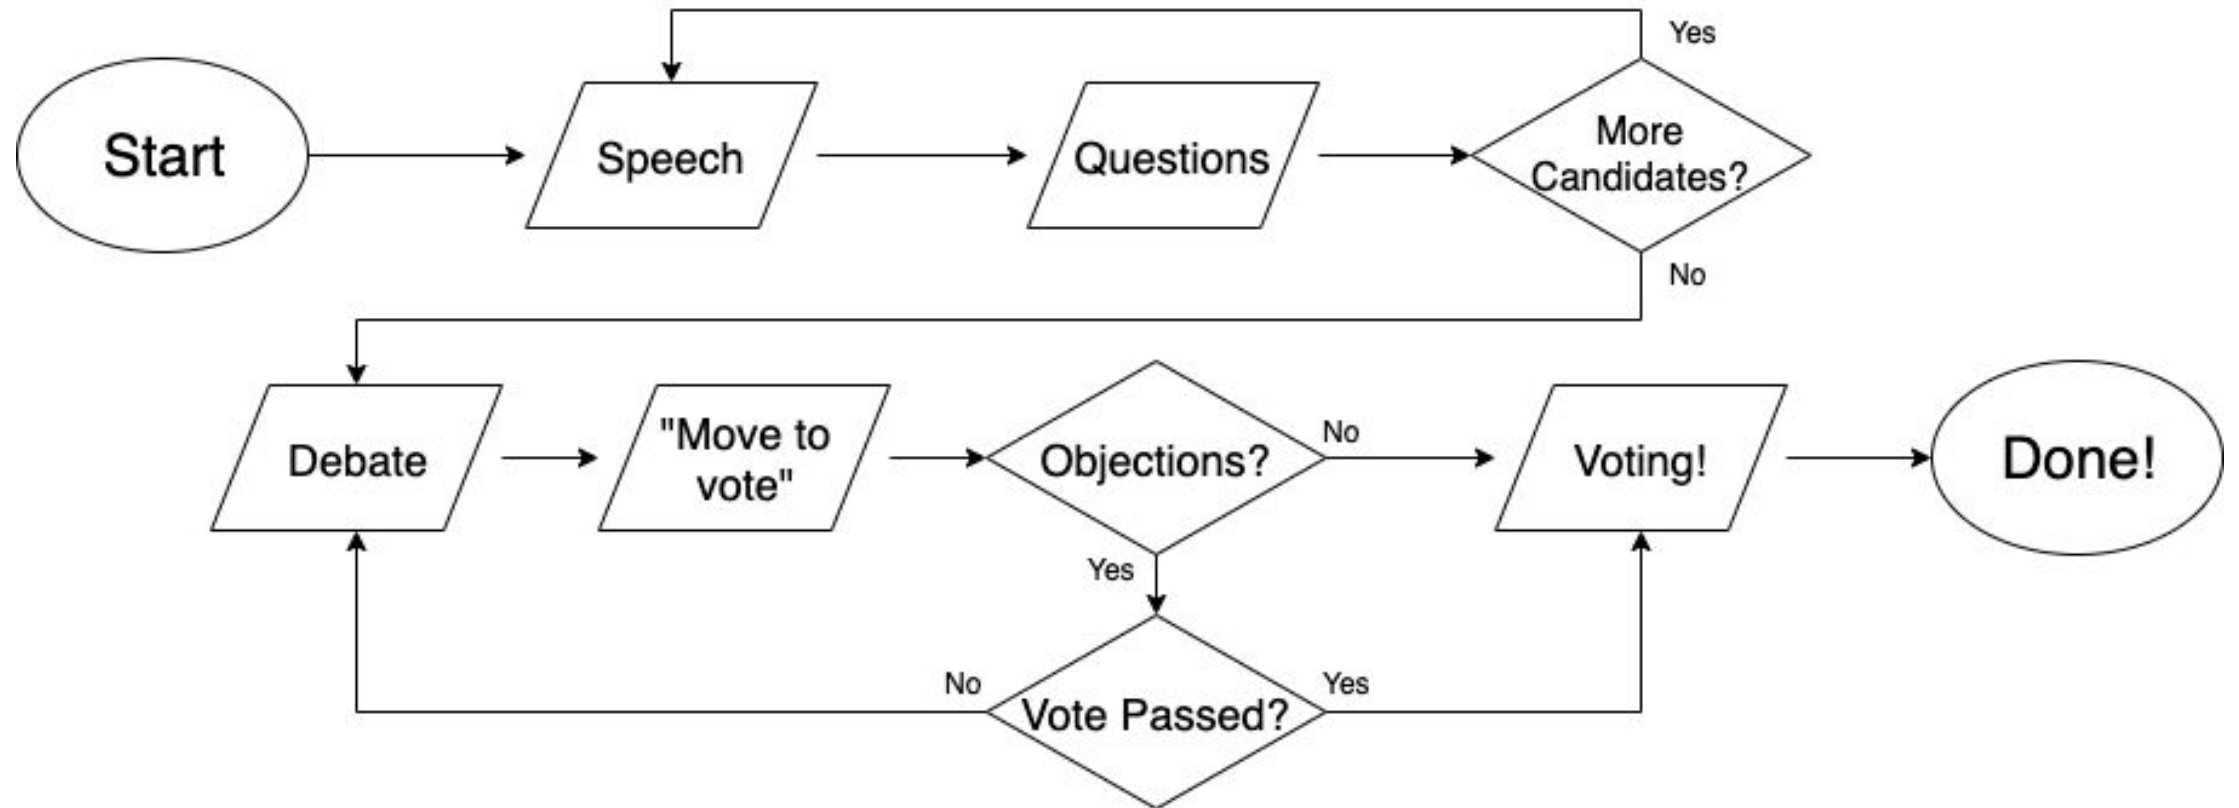 Start
Speech
Questions
More
Candidates?
Yes
No
Debate
"Move to
vote"
Objections?
No
Yes
Voting!
Done!
Vote Passed?
No
Yes